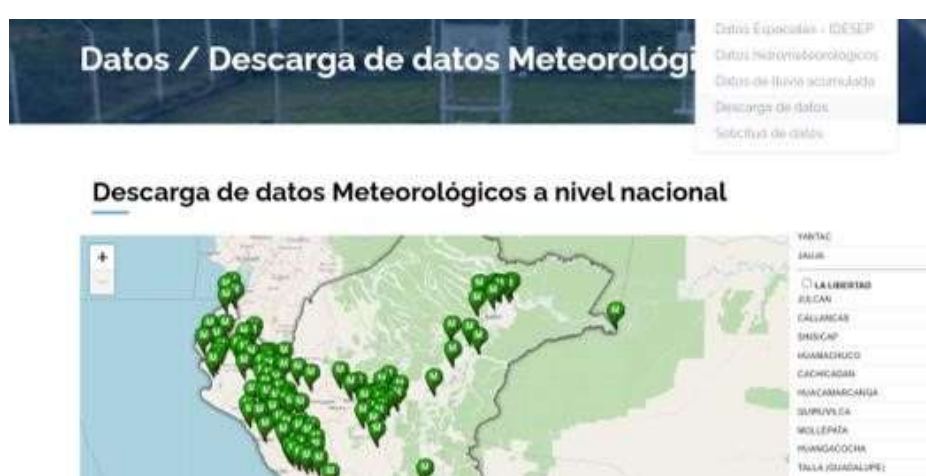 Datos / Descarga de datos Meteorológi
Datos Espaciales - IDESEP
Datos hidrometeorológicos
Datos de lluvia acumulada
Descarga de datos
Solicitud de datos
Descarga de datos Meteorológicos a nivel nacional
+
YANTAC
JAUJA
LA LIBERTAD
JULCAN
CALLANCAS
SINSICAP
HUAMACHUCO
CACHICADAN
HUACAMARCANGA
QUIRUVILCA
MOLLEPATA
HUANGACOCHA
TALLA (GUADALUPE)